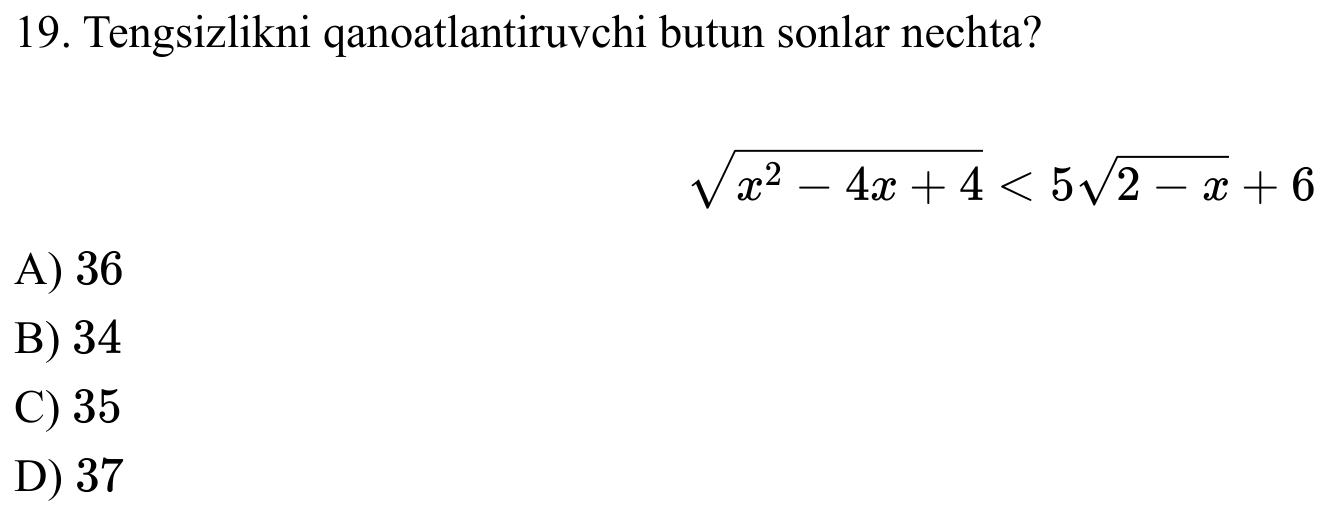 19. Tengsizlikni qanoatlantiruvchi butun sonlar nechta?
√(x² − 4x + 4) < 5√(2 − x) + 6
A) 36
B) 34
C) 35
D) 37